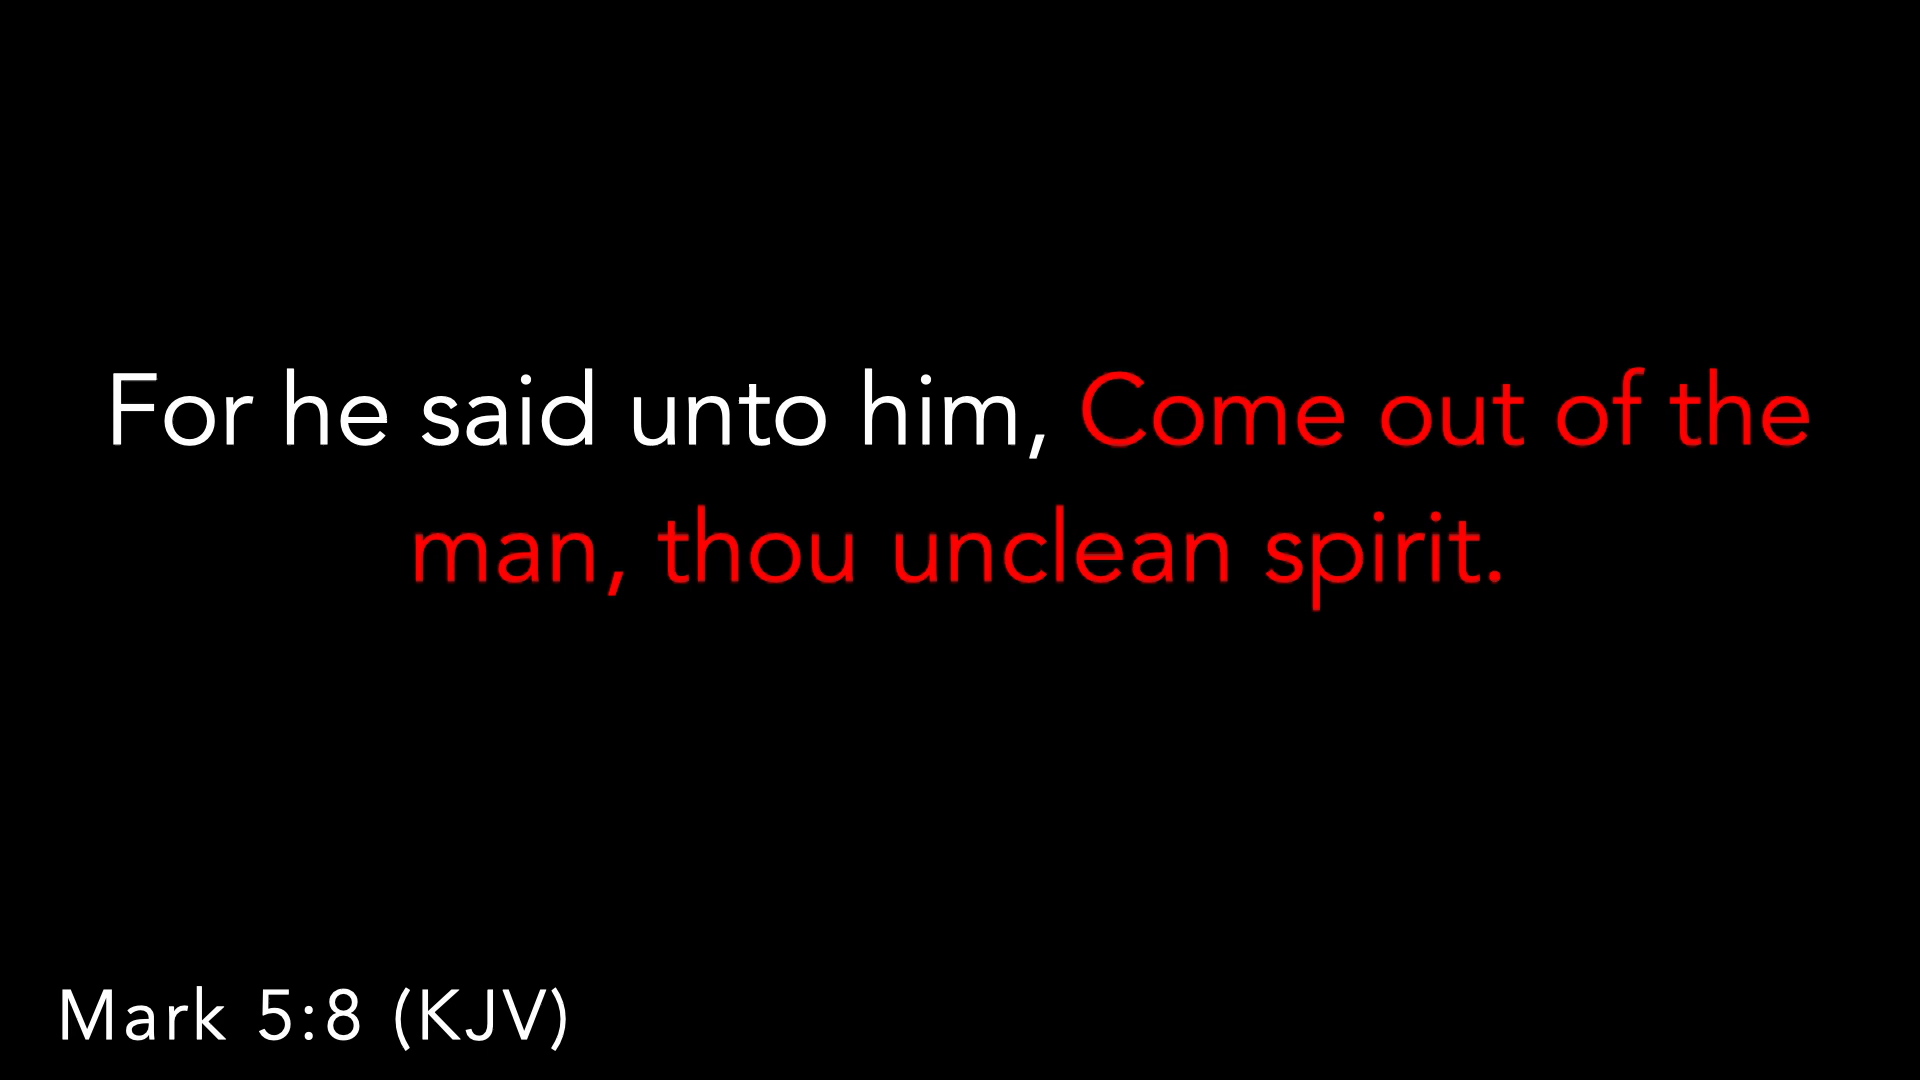 For he said unto him, Come out of the
man, thou unclean spirit.
Mark 5:8 (KJV)